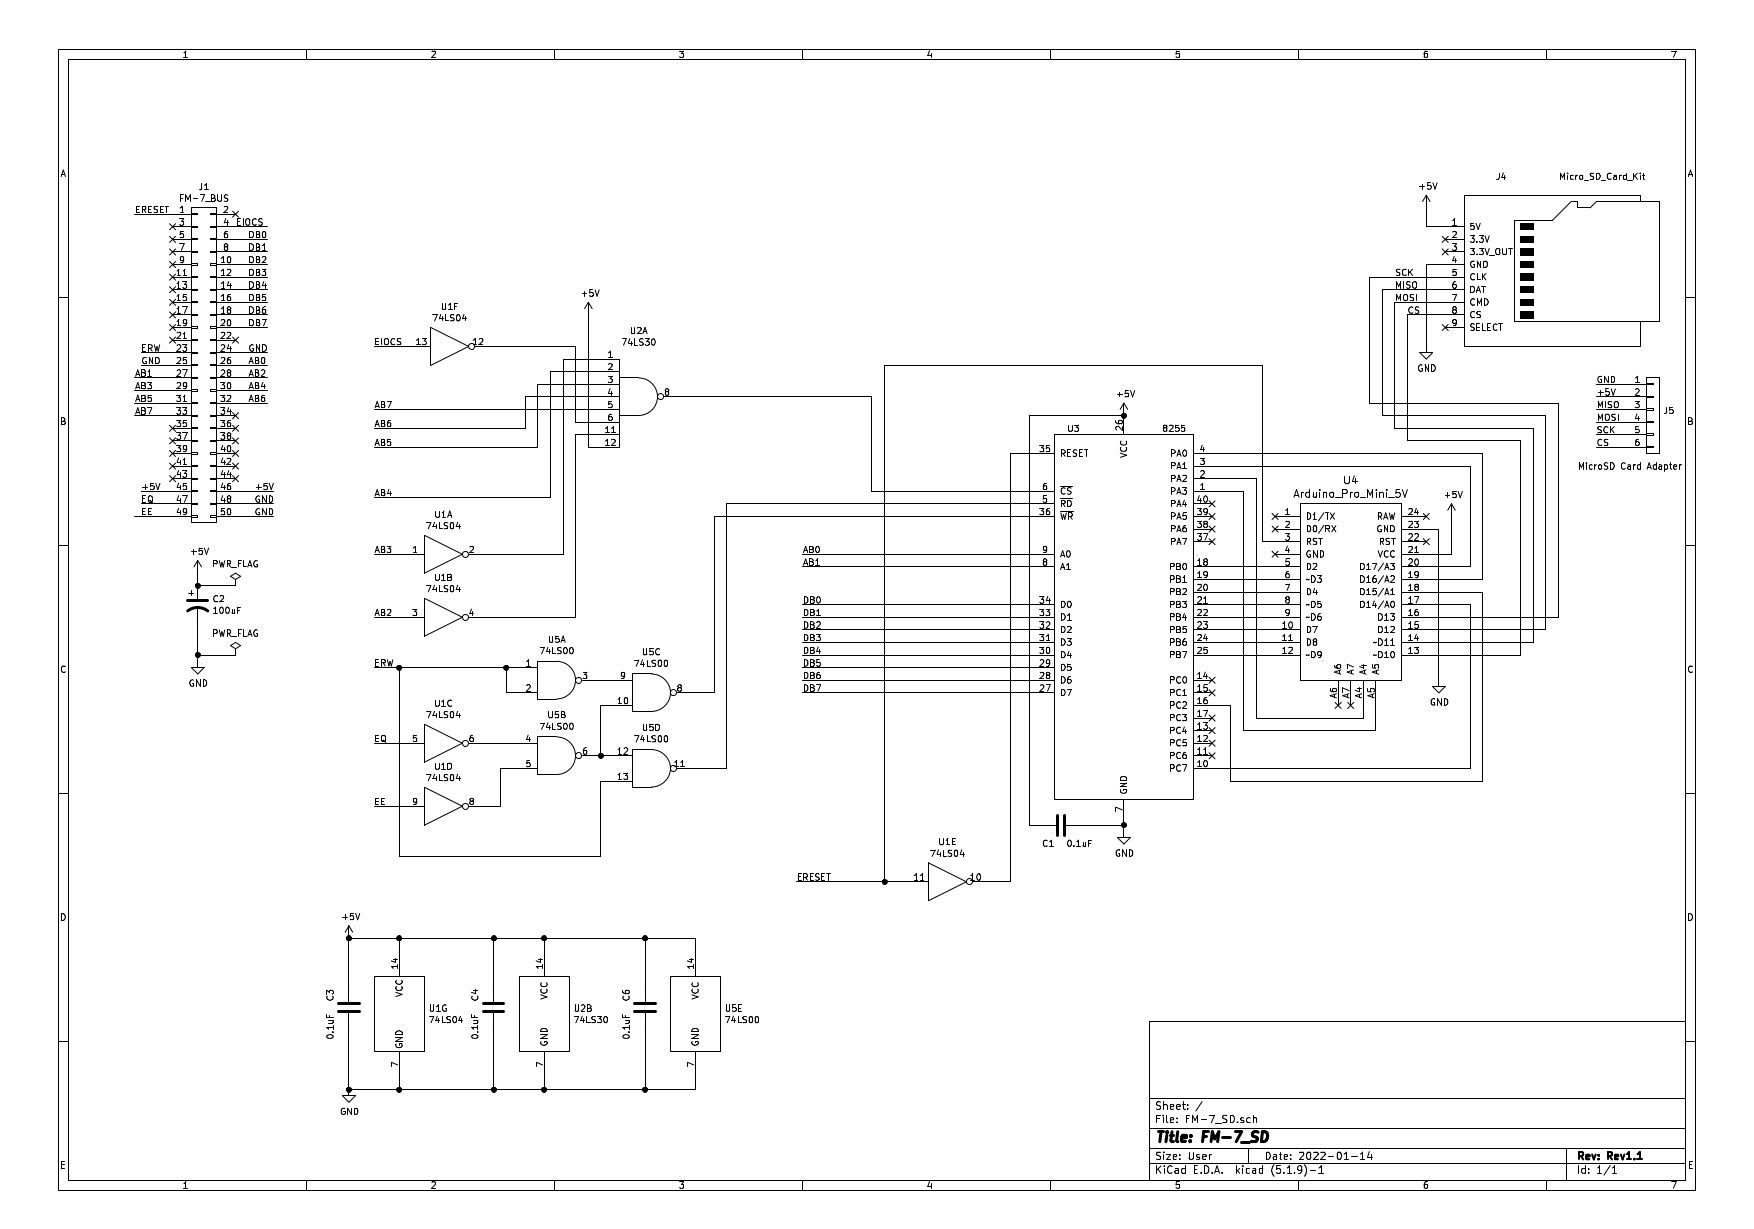 1 2 3 4 5 6 7
A A
B B
C C
D D
E E
J1
FM-7_BUS
ERESET 1 2
3 4 EIOCS
5 6 DB0
7 8 DB1
9 10 DB2
11 12 DB3
13 14 DB4
15 16 DB5
17 18 DB6
19 20 DB7
21 22
ERW 23 24 GND
GND 25 26 AB0
AB1 27 28 AB2
AB3 29 30 AB4
AB5 31 32 AB6
AB7 33 34
35 36
37 38
39 40
41 42
43 44
+5V 45 46 +5V
EQ 47 48 GND
EE 49 50 GND
+5V
PWR_FLAG
+ C2
100uF
PWR_FLAG
GND
U1F
74LS04
EIOCS 13 12
+5V
U2A
74LS30
1
2
3
4
5
6
11
12
8
AB7
AB6
AB5
AB4
U1A
74LS04
AB3 1 2
U1B
74LS04
AB2 3 4
U5A
74LS00
ERW 1
2
3
U5C
74LS00
9
10
8
U1C
74LS04
EQ 5 6
U5B
74LS00
4
5
6
U5D
74LS00
12
13
11
U1D
74LS04
EE 9 8
+5V
U3 8255
26
VCC
35 RESET
6 CS
5 RD
36 WR
AB0 9 A0
AB1 8 A1
DB0 34 D0
DB1 33 D1
DB2 32 D2
DB3 31 D3
DB4 30 D4
DB5 29 D5
DB6 28 D6
DB7 27 D7
PA0 4
PA1 3
PA2 2
PA3 1
PA4 40
PA5 39
PA6 38
PA7 37
PB0 18
PB1 19
PB2 20
PB3 21
PB4 22
PB5 23
PB6 24
PB7 25
PC0 14
PC1 15
PC2 16
PC3 17
PC4 13
PC5 12
PC6 11
PC7 10
GND
7
C1 0.1uF
GND
U1E
74LS04
ERESET 11 10
U4
Arduino_Pro_Mini_5V
+5V
1 D1/TX RAW 24
2 D0/RX GND 23
3 RST RST 22
4 GND VCC 21
5 D2 D17/A3 20
6 ~D3 D16/A2 19
7 D4 D15/A1 18
8 ~D5 D14/A0 17
9 ~D6 D13 16
10 D7 D12 15
11 D8 ~D11 14
12 ~D9 ~D10 13
A6 A7 A4 A5
A6 A7 A4 A5
GND
J4 Micro_SD_Card_Kit
+5V
1 5V
2 3.3V
3 3.3V_OUT
4 GND
SCK 5 CLK
MISO 6 DAT
MOSI 7 CMD
CS 8 CS
9 SELECT
GND
GND 1
+5V 2
MISO 3
MOSI 4
SCK 5
CS 6
J5
MicroSD Card Adapter
+5V
C3
0.1uF
14
VCC
GND
7
U1G
74LS04
C4
0.1uF
14
VCC
GND
7
U2B
74LS30
C6
0.1uF
14
VCC
GND
7
U5E
74LS00
GND
Sheet: /
File: FM-7_SD.sch
Title: FM-7_SD
Size: User Date: 2022-01-14 Rev: Rev1.1
KiCad E.D.A. kicad (5.1.9)-1 Id: 1/1
1 2 3 4 5 6 7